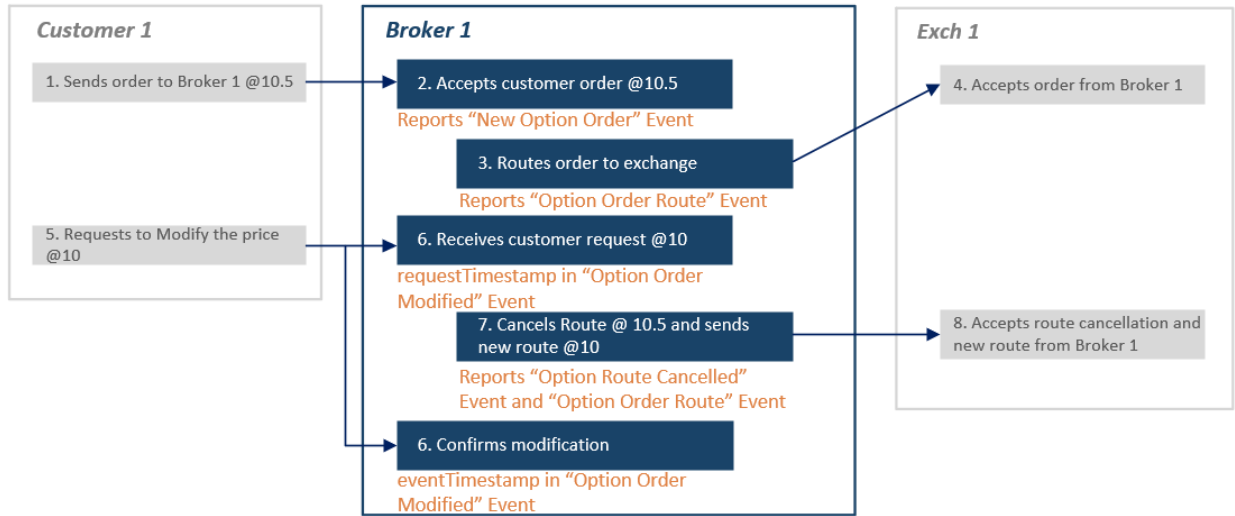 Customer 1
Broker 1
Exch 1
1. Sends order to Broker 1 @10.5
2. Accepts customer order @10.5
Reports “New Option Order” Event
3. Routes order to exchange
Reports “Option Order Route” Event
4. Accepts order from Broker 1
5. Requests to Modify the price
@10
6. Receives customer request @10
requestTimestamp in “Option Order
Modified” Event
7. Cancels Route @ 10.5 and sends
new route @10
Reports “Option Route Cancelled”
Event and “Option Order Route” Event
8. Accepts route cancellation and
new route from Broker 1
6. Confirms modification
eventTimestamp in “Option Order
Modified” Event